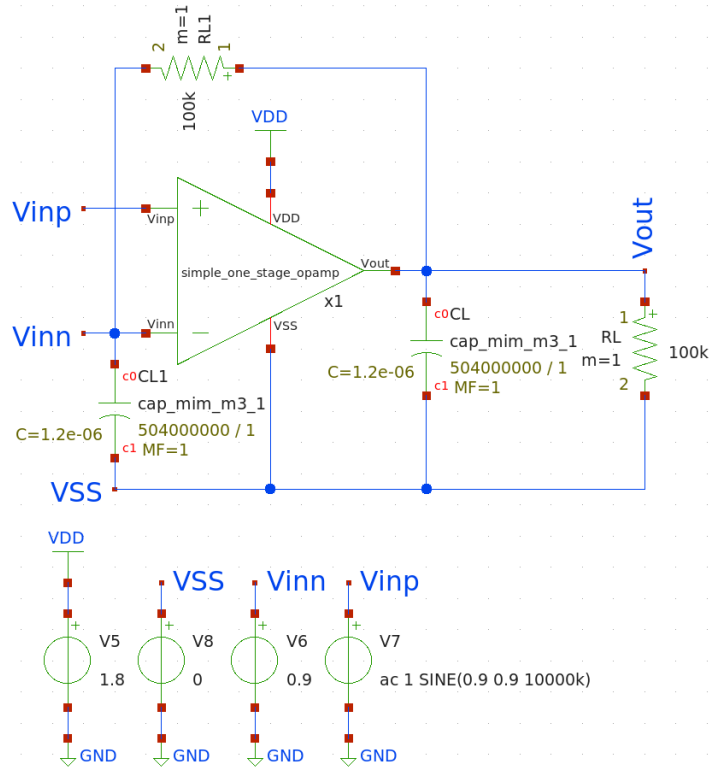 m=1
RL1
2
1
+
100k
VDD
Vinp
Vinp
+
VDD
Vout
simple_one_stage_opamp
Vout
x1
Vinn
Vinn
−
VSS
c0 CL
cap_mim_m3_1
504000000 / 1
C=1.2e-06
c1 MF=1
1 +
RL
m=1
100k
2
c0 CL1
cap_mim_m3_1
504000000 / 1
C=1.2e-06
c1 MF=1
VSS
VDD
VSS
Vinn
Vinp
+ V5
1.8
+ V8
0
+ V6
0.9
+ V7
ac 1 SINE(0.9 0.9 10000k)
GND
GND
GND
GND